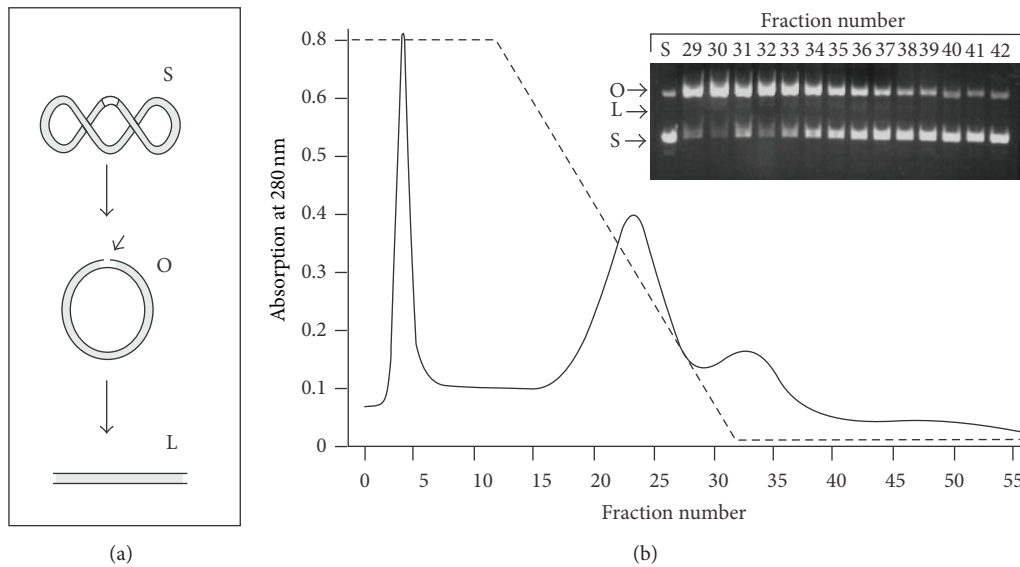 S
O
L
(a)
Fraction number
S 29 30 31 32 33 34 35 36 37 38 39 40 41 42
O
L
S
Absorption at 280 nm
0.8
0.6
0.5
0.4
0.3
0.2
0.1
0
0 5 10 15 20 25 30 35 40 45 50 55
Fraction number
(b)